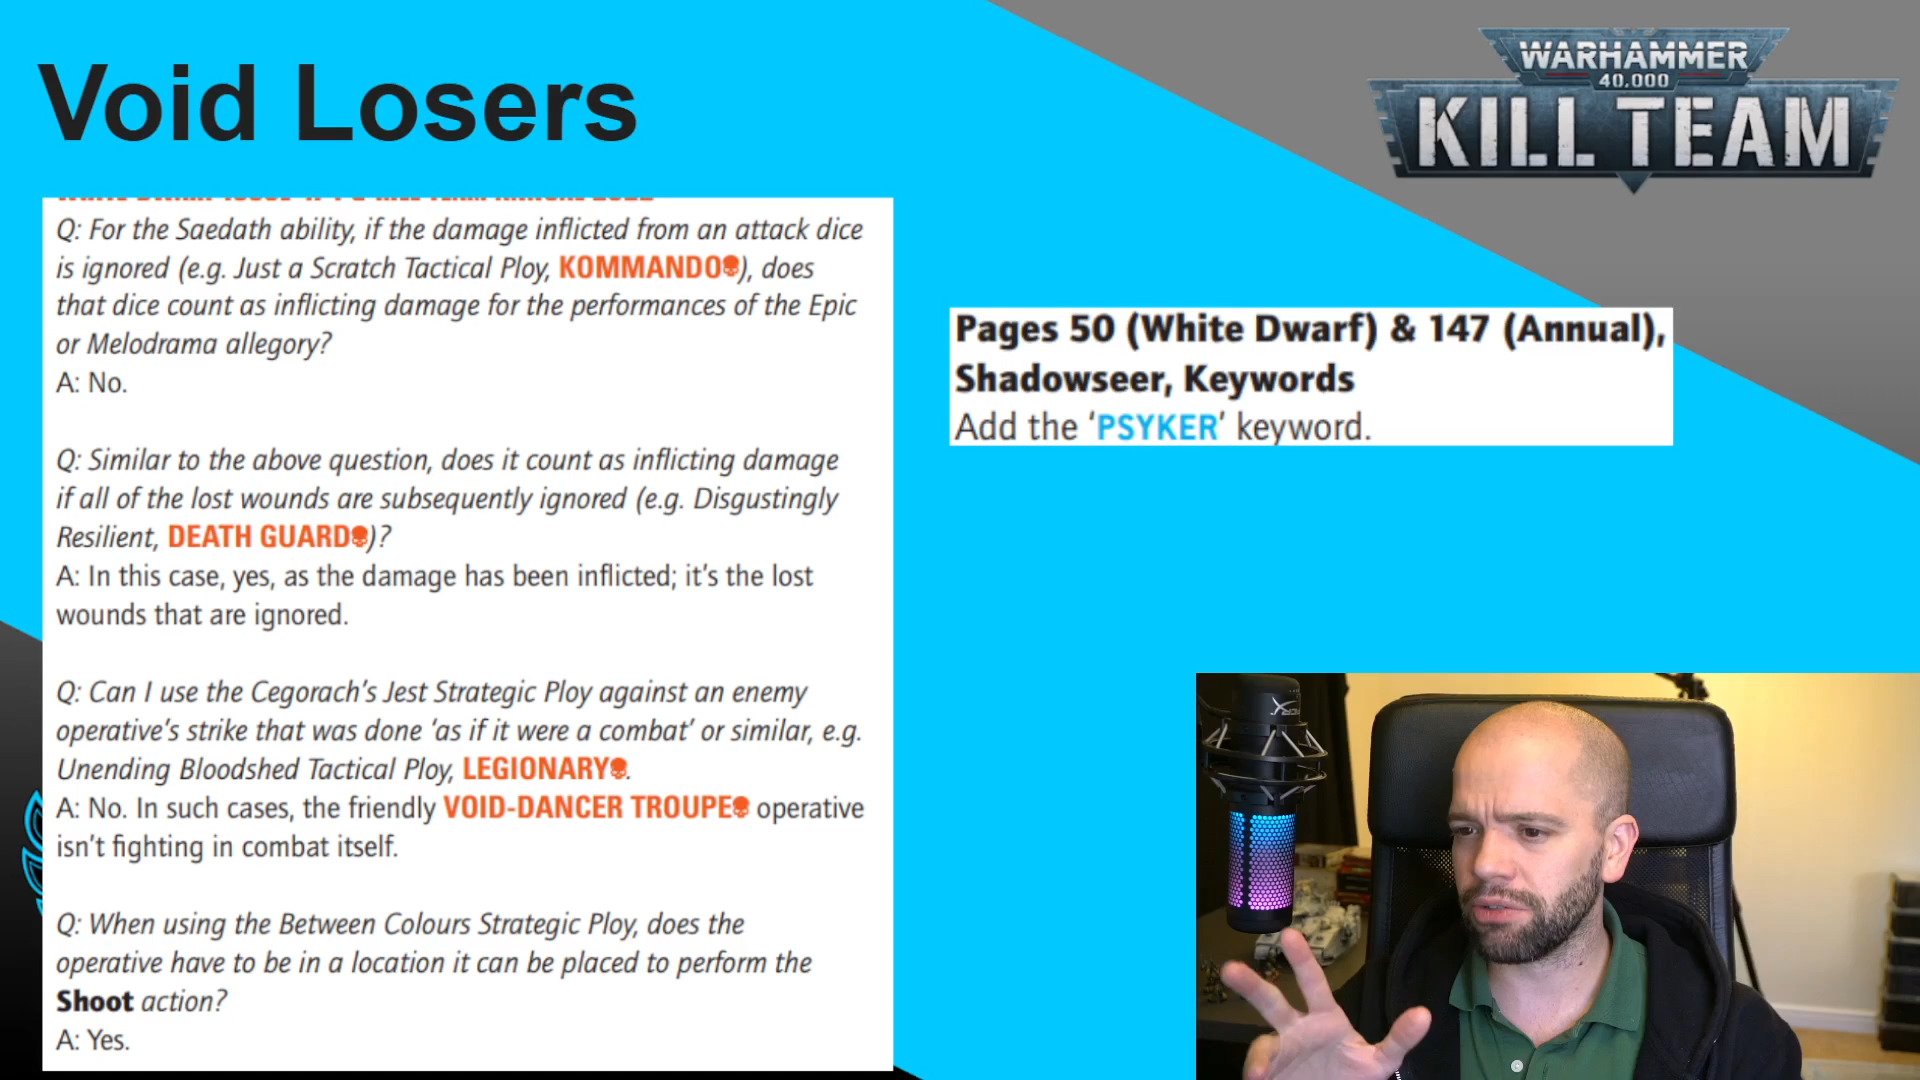 Void Losers
WARHAMMER
40,000
KILL TEAM
Q: For the Saedath ability, if the damage inflicted from an attack dice
is ignored (e.g. Just a Scratch Tactical Ploy, KOMMANDO), does
that dice count as inflicting damage for the performances of the Epic
or Melodrama allegory?
A: No.
Q: Similar to the above question, does it count as inflicting damage
if all of the lost wounds are subsequently ignored (e.g. Disgustingly
Resilient, DEATH GUARD)?
A: In this case, yes, as the damage has been inflicted; it's the lost
wounds that are ignored.
Q: Can I use the Cegorach's Jest Strategic Ploy against an enemy
operative's strike that was done 'as if it were a combat' or similar, e.g.
Unending Bloodshed Tactical Ploy, LEGIONARY.
A: No. In such cases, the friendly VOID-DANCER TROUPE operative
isn't fighting in combat itself.
Q: When using the Between Colours Strategic Ploy, does the
operative have to be in a location it can be placed to perform the
Shoot action?
A: Yes.
Pages 50 (White Dwarf) & 147 (Annual),
Shadowseer, Keywords
Add the 'PSYKER' keyword.